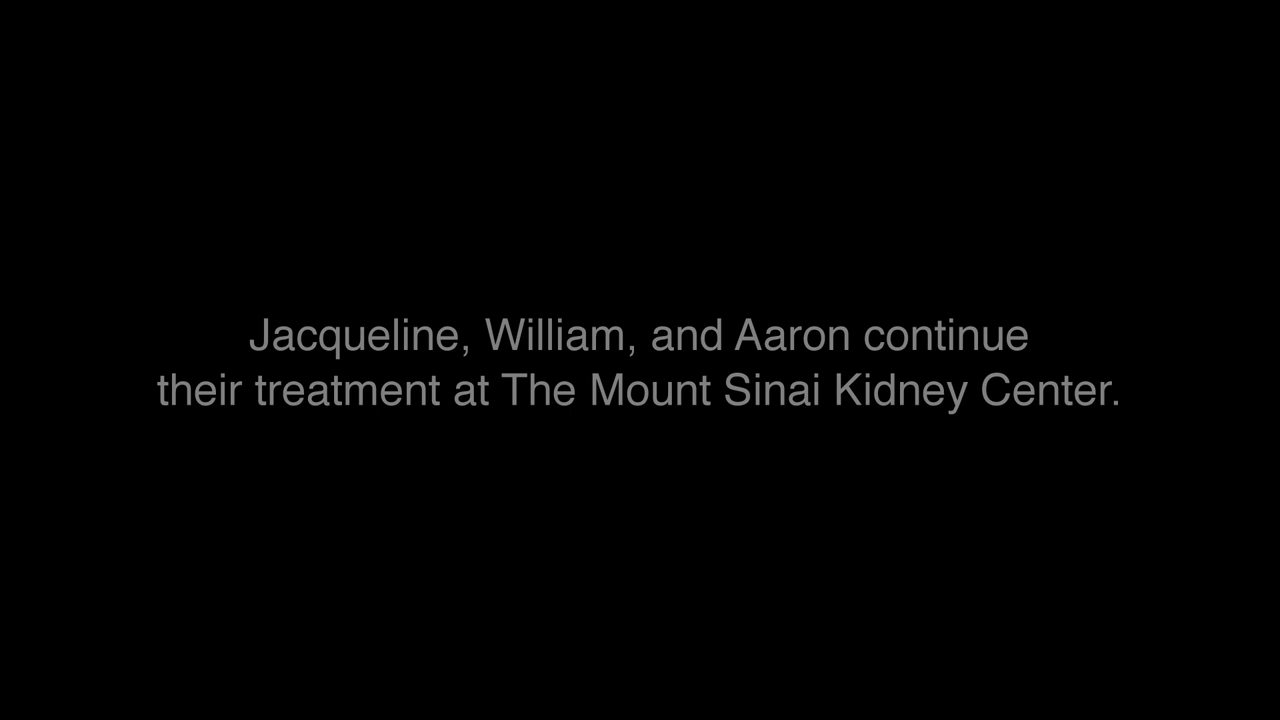 Jacqueline, William, and Aaron continue
their treatment at The Mount Sinai Kidney Center.